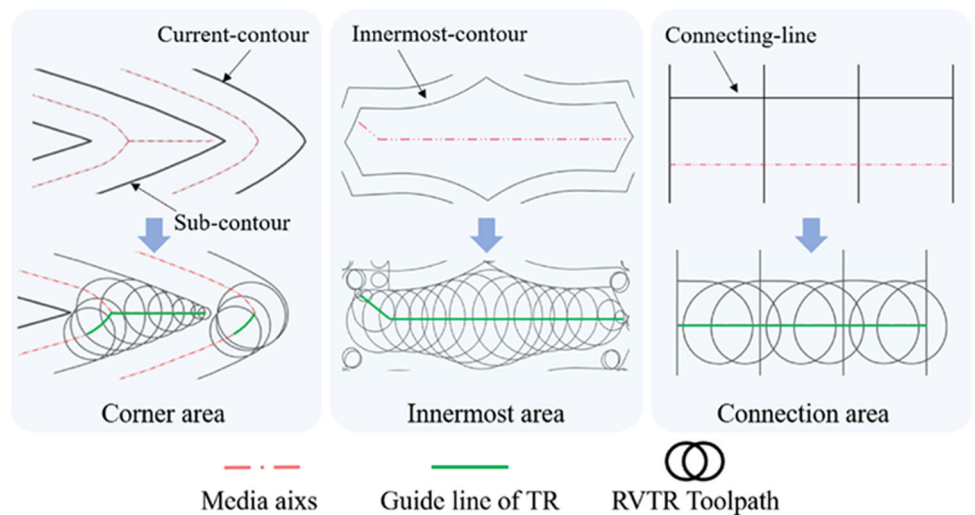 Current-contour
Sub-contour
Corner area
Innermost-contour
Innermost area
Connecting-line
Connection area
Media aixs
Guide line of TR
RVTR Toolpath